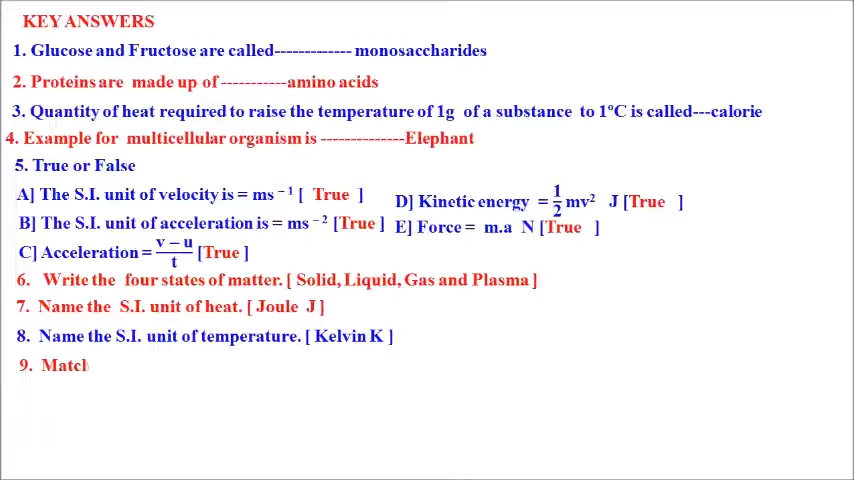 KEY ANSWERS
1. Glucose and Fructose are called------------- monosaccharides
2. Proteins are made up of -----------amino acids
3. Quantity of heat required to raise the temperature of 1g of a substance to 1°C is called---calorie
4. Example for multicellular organism is --------------Elephant
5. True or False
A] The S.I. unit of velocity is = ms⁻¹ [ True ]
B] The S.I. unit of acceleration is = ms⁻² [True ]
C] Acceleration = v – u / t [True ]
D] Kinetic energy = 1/2 mv² J [True ]
E] Force = m.a N [True ]
6. Write the four states of matter. [ Solid, Liquid, Gas and Plasma ]
7. Name the S.I. unit of heat. [ Joule J ]
8. Name the S.I. unit of temperature. [ Kelvin K ]
9. Matc